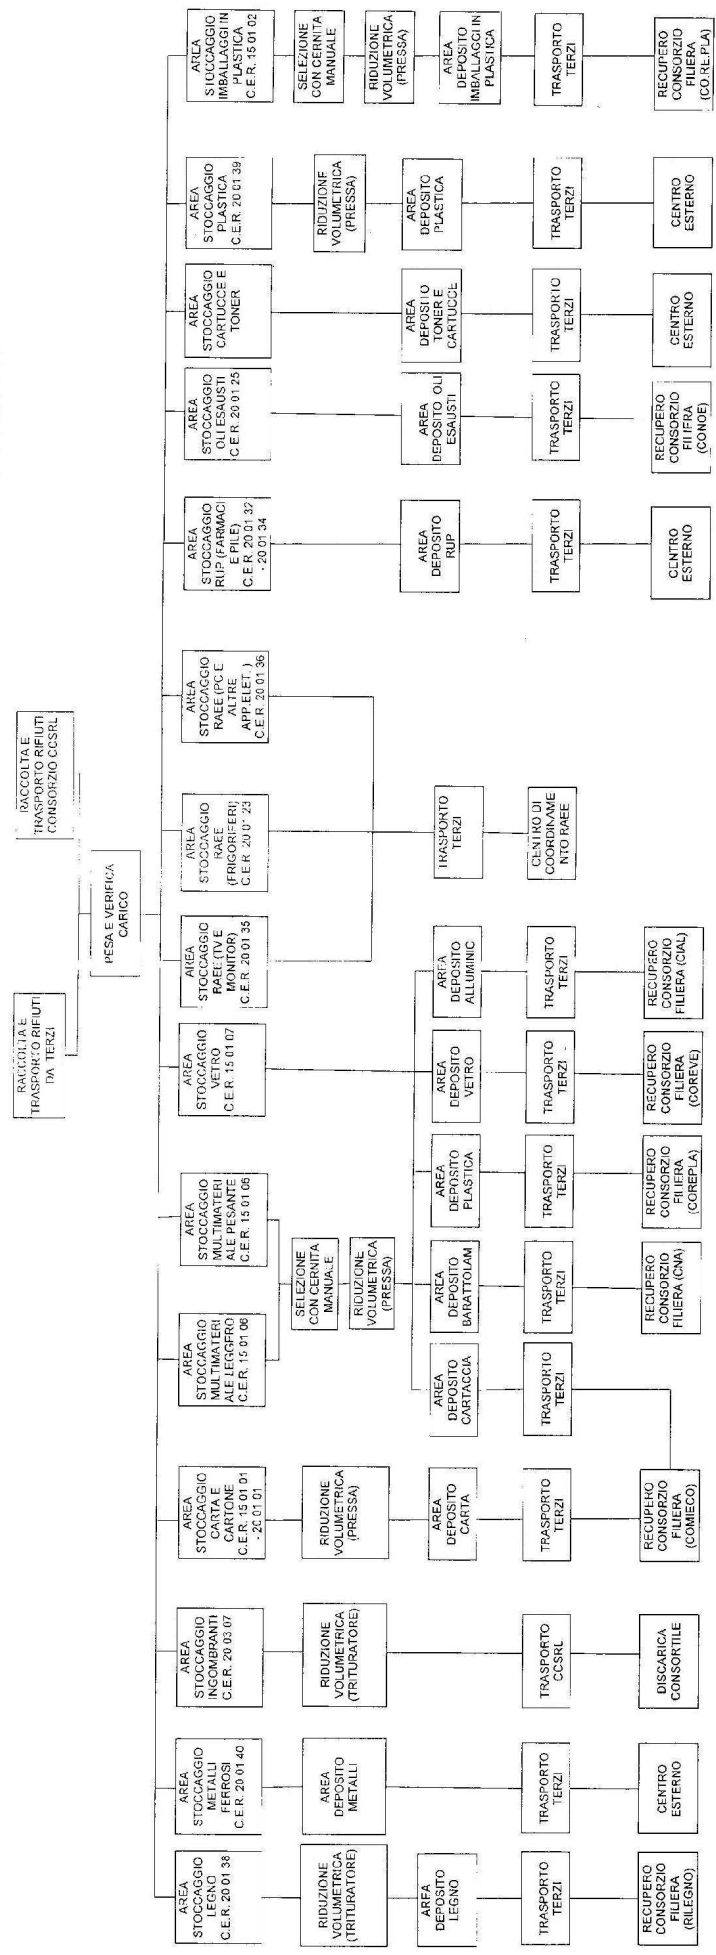 RACCOLTA E
TRASPORTO RIFIUTI
DA TERZI
RACCOLTA E
TRASPORTO RIFIUTI
CONSORZIO CCSRL
PESA E VERIFICA
CARICO
AREA
STOCCAGGIO
LEGNO
C.E.R. 20 01 38
AREA
STOCCAGGIO
METALLI
FERROSI
C.E.R. 20 01 40
AREA
STOCCAGGIO
INGOMBRANTI
C.E.R. 20 03 07
AREA
STOCCAGGIO
CARTA E
CARTONE
C.E.R. 15 01 01
- 20 01 01
AREA
STOCCAGGIO
MULTIMATERI
ALE LEGGERO
C.E.R. 15 01 06
AREA
STOCCAGGIO
MULTIMATERI
ALE PESANTE
C.E.R. 15 01 06
AREA
STOCCAGGIO
VETRO
C.E.R. 15 01 07
AREA
STOCCAGGIO
RAEE (TV E
MONITOR)
C.E.R. 20 01 35
AREA
STOCCAGGIO
RAEE
(FRIGORIFERI)
C.E.R. 20 01 23
AREA
STOCCAGGIO
RAEE (PC E
ALTRE
APP.ELET. )
C.E.R. 20 01 36
AREA
STOCCAGGIO
RUP (FARMACI
E PILE)
C.E.R. 20 01 32
- 20 01 34
AREA
STOCCAGGIO
OLI ESAUSTI
C.E.R. 20 01 25
AREA
STOCCAGGIO
CARTUCCE E
TONER
AREA
STOCCAGGIO
PLASTICA
C.E.R. 20 01 39
AREA
STOCCAGGIO
IMBALLAGGI IN
PLASTICA
C.E.R. 15 01 02
RIDUZIONE
VOLUMETRICA
(TRITURATORE)
AREA
DEPOSITO
METALLI
RIDUZIONE
VOLUMETRICA
(TRITURATORE)
RIDUZIONE
VOLUMETRICA
(PRESSA)
SELEZIONE
CON CERNITA
MANUALE
RIDUZIONE
VOLUMETRICA
(PRESSA)
RIDUZIONE
VOLUMETRICA
(PRESSA)
SELEZIONE
CON CERNITA
MANUALE
RIDUZIONE
VOLUMETRICA
(PRESSA)
AREA
DEPOSITO
LEGNO
AREA
DEPOSITO
CARTA
AREA
DEPOSITO
CARTACCIA
AREA
DEPOSITO
BARATTOLAM
AREA
DEPOSITO
PLASTICA
AREA
DEPOSITO
VETRO
AREA
DEPOSITO
ALLUMINIC
TRASPORTO
TERZI
AREA
DEPOSITO
RUP
AREA
DEPOSITO OLI
ESAUSTI
AREA
DEPOSITO
TONER E
CARTUCCE
AREA
DEPOSITO
PLASTICA
AREA
DEPOSITO
IMBALLAGGI IN
PLASTICA
TRASPORTO
TERZI
TRASPORTO
TERZI
TRASPORTO
CCSRL
TRASPORTO
TERZI
TRASPORTO
TERZI
TRASPORTO
TERZI
TRASPORTO
TERZI
TRASPORTO
TERZI
TRASPORTO
TERZI
CENTRO DI
COORDINAME
NTO RAEE
TRASPORTO
TERZI
TRASPORTO
TERZI
TRASPORTO
TERZI
TRASPORTO
TERZI
TRASPORTO
TERZI
RECUPERO
CONSORZIO
FILIERA
(RILEGNO)
CENTRO
ESTERNO
DISCARICA
CONSORTILE
RECUPERO
CONSORZIO
FILIERA
(COMIECO)
RECUPERO
CONSORZIO
FILIERA (CNA)
RECUPERO
CONSORZIO
FILIERA
(COREPLA)
RECUPERO
CONSORZIO
FILIERA
(COREVE)
RECUPERO
CONSORZIO
FILIERA (CIAL)
CENTRO
ESTERNO
RECUPERO
CONSORZIO
FILIERA
(CONOE)
CENTRO
ESTERNO
CENTRO
ESTERNO
RECUPERO
CONSORZIO
FILIERA
(CO.RE.PLA)